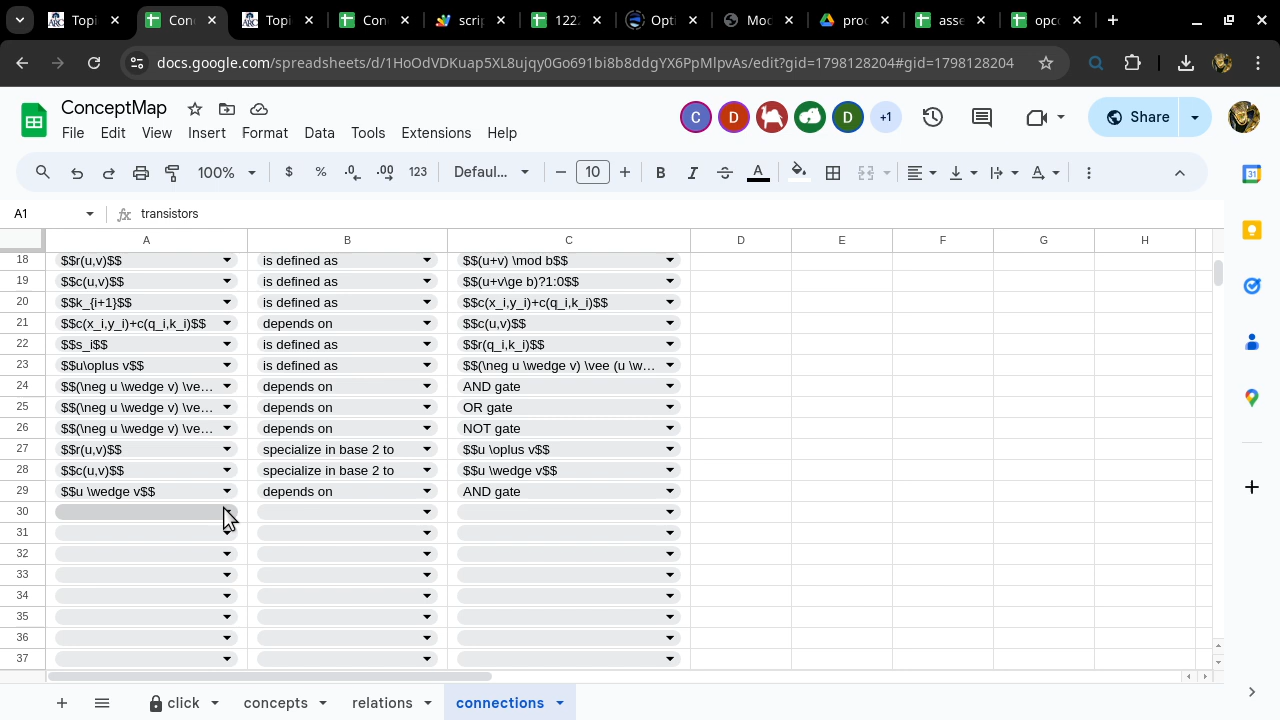 Topi
Con
Topi
Con
scrip
122
Opti
Moc
proc
asse
opco
docs.google.com/spreadsheets/d/1HoOdVDKuap5XL8uJqy0Go691bi8b8ddgYX6PpMlpvAs/edit?gid=1798128204#gid=1798128204
ConceptMap
C
D
D
+1
Share
File Edit View Insert Format Data Tools Extensions Help
100% $ % .0 .00 123 Defaul... 10 B I A A
31
A1 transistors
A B C D E F G H
18 $$r(u,v)$$ is defined as $$(u+v) \mod b$$
19 $$c(u,v)$$ is defined as $$(u+v\ge b)?1:0$$
20 $$k_{i+1}$$ is defined as $$c(x_i,y_i)+c(q_i,k_i)$$
21 $$c(x_i,y_i)+c(q_i,k_i)$$ depends on $$c(u,v)$$
22 $$s_i$$ is defined as $$r(q_i,k_i)$$
23 $$u\oplus v$$ is defined as $$(\neg u \wedge v) \vee (u \w...
24 $$(\neg u \wedge v) \ve... depends on AND gate
25 $$(\neg u \wedge v) \ve... depends on OR gate
26 $$(\neg u \wedge v) \ve... depends on NOT gate
27 $$r(u,v)$$ specialize in base 2 to $$u \oplus v$$
28 $$c(u,v)$$ specialize in base 2 to $$u \wedge v$$
29 $$u \wedge v$$ depends on AND gate
30
31
32
33
34
35
36
37
click concepts relations connections